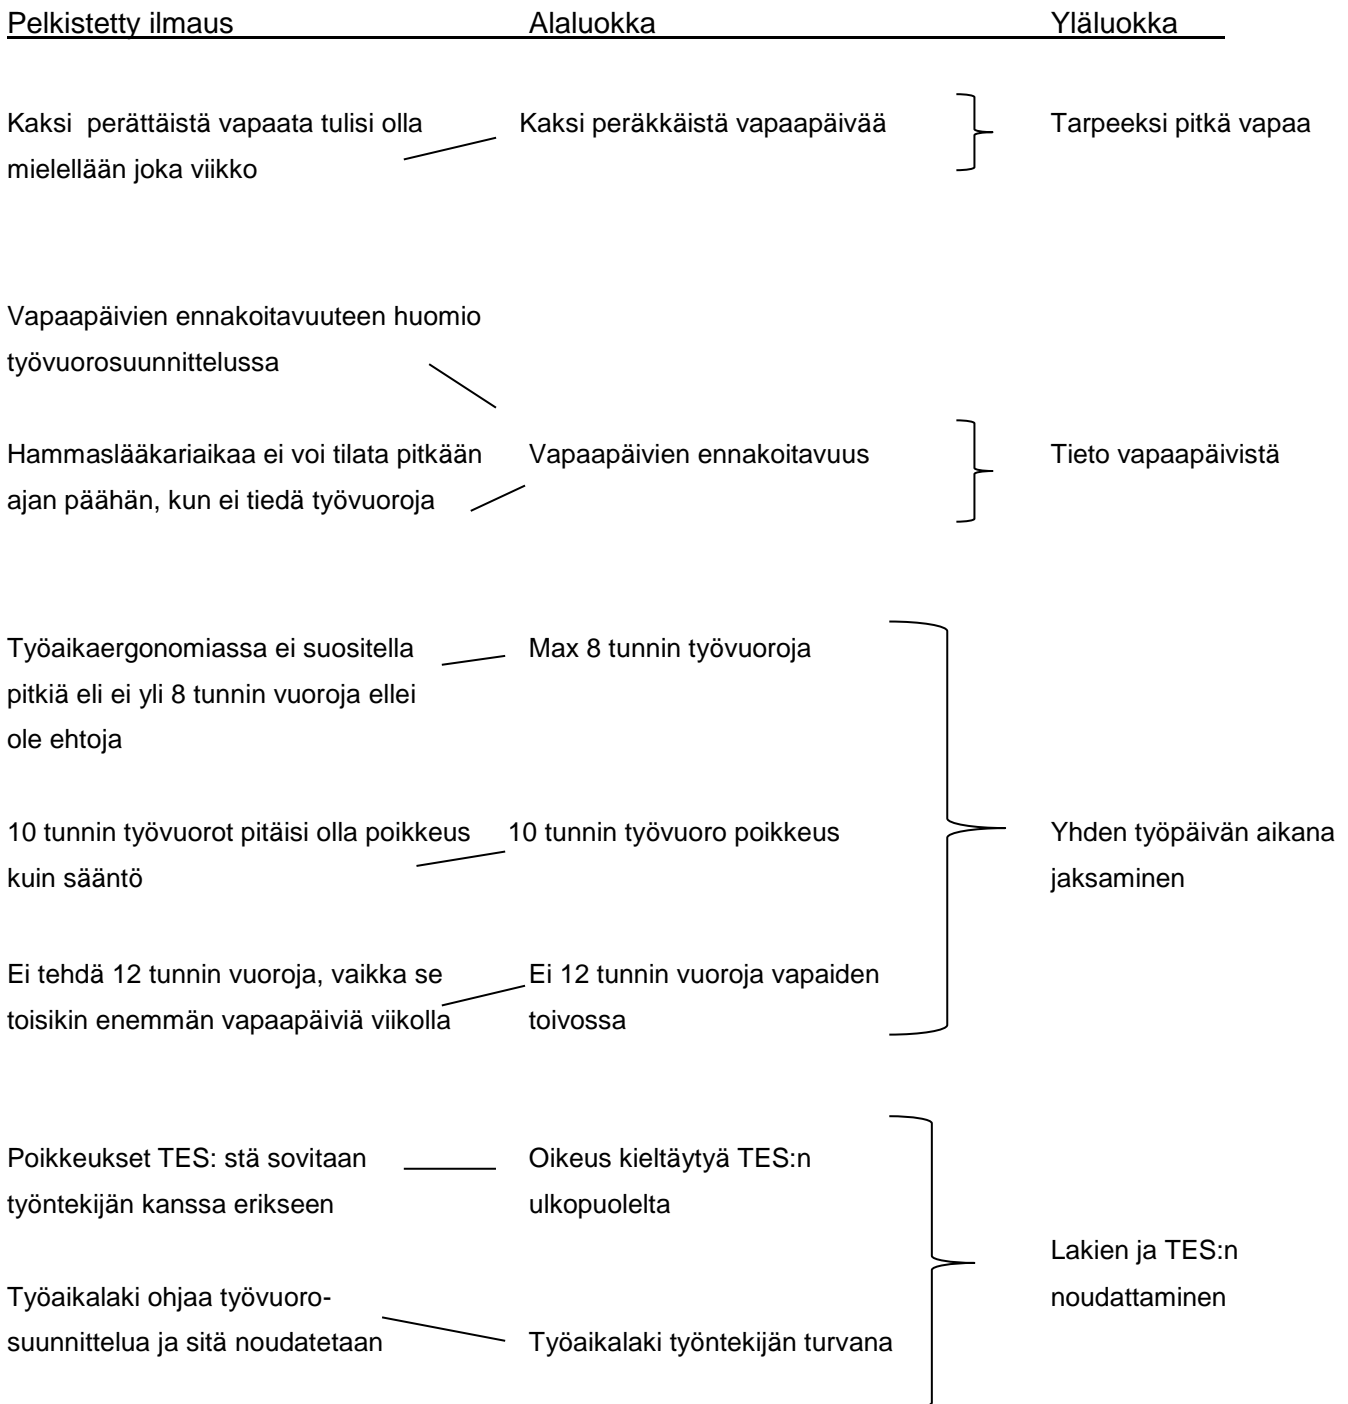 Pelkistetty ilmaus Alaluokka Yläluokka
Kaksi perättäistä vapaata tulisi olla Kaksi peräkkäistä vapaapäivää Tarpeeksi pitkä vapaa
mielellään joka viikko
Vapaapäivien ennakoitavuuteen huomio
työvuorosuunnittelussa
Hammaslääkariaikaa ei voi tilata pitkään Vapaapäivien ennakoitavuus Tieto vapaapäivistä
ajan päähän, kun ei tiedä työvuoroja
Työaikaergonomiassa ei suositella Max 8 tunnin työvuoroja
pitkiä eli ei yli 8 tunnin vuoroja ellei
ole ehtoja
10 tunnin työvuorot pitäisi olla poikkeus 10 tunnin työvuoro poikkeus Yhden työpäivän aikana
kuin sääntö jaksaminen
Ei tehdä 12 tunnin vuoroja, vaikka se Ei 12 tunnin vuoroja vapaiden
toisikin enemmän vapaapäiviä viikolla toivossa
Poikkeukset TES: stä sovitaan Oikeus kieltäytyä TES:n
työntekijän kanssa erikseen ulkopuolelta
Lakien ja TES:n
Työaikalaki ohjaa työvuoro- noudattaminen
suunnittelua ja sitä noudatetaan Työaikalaki työntekijän turvana